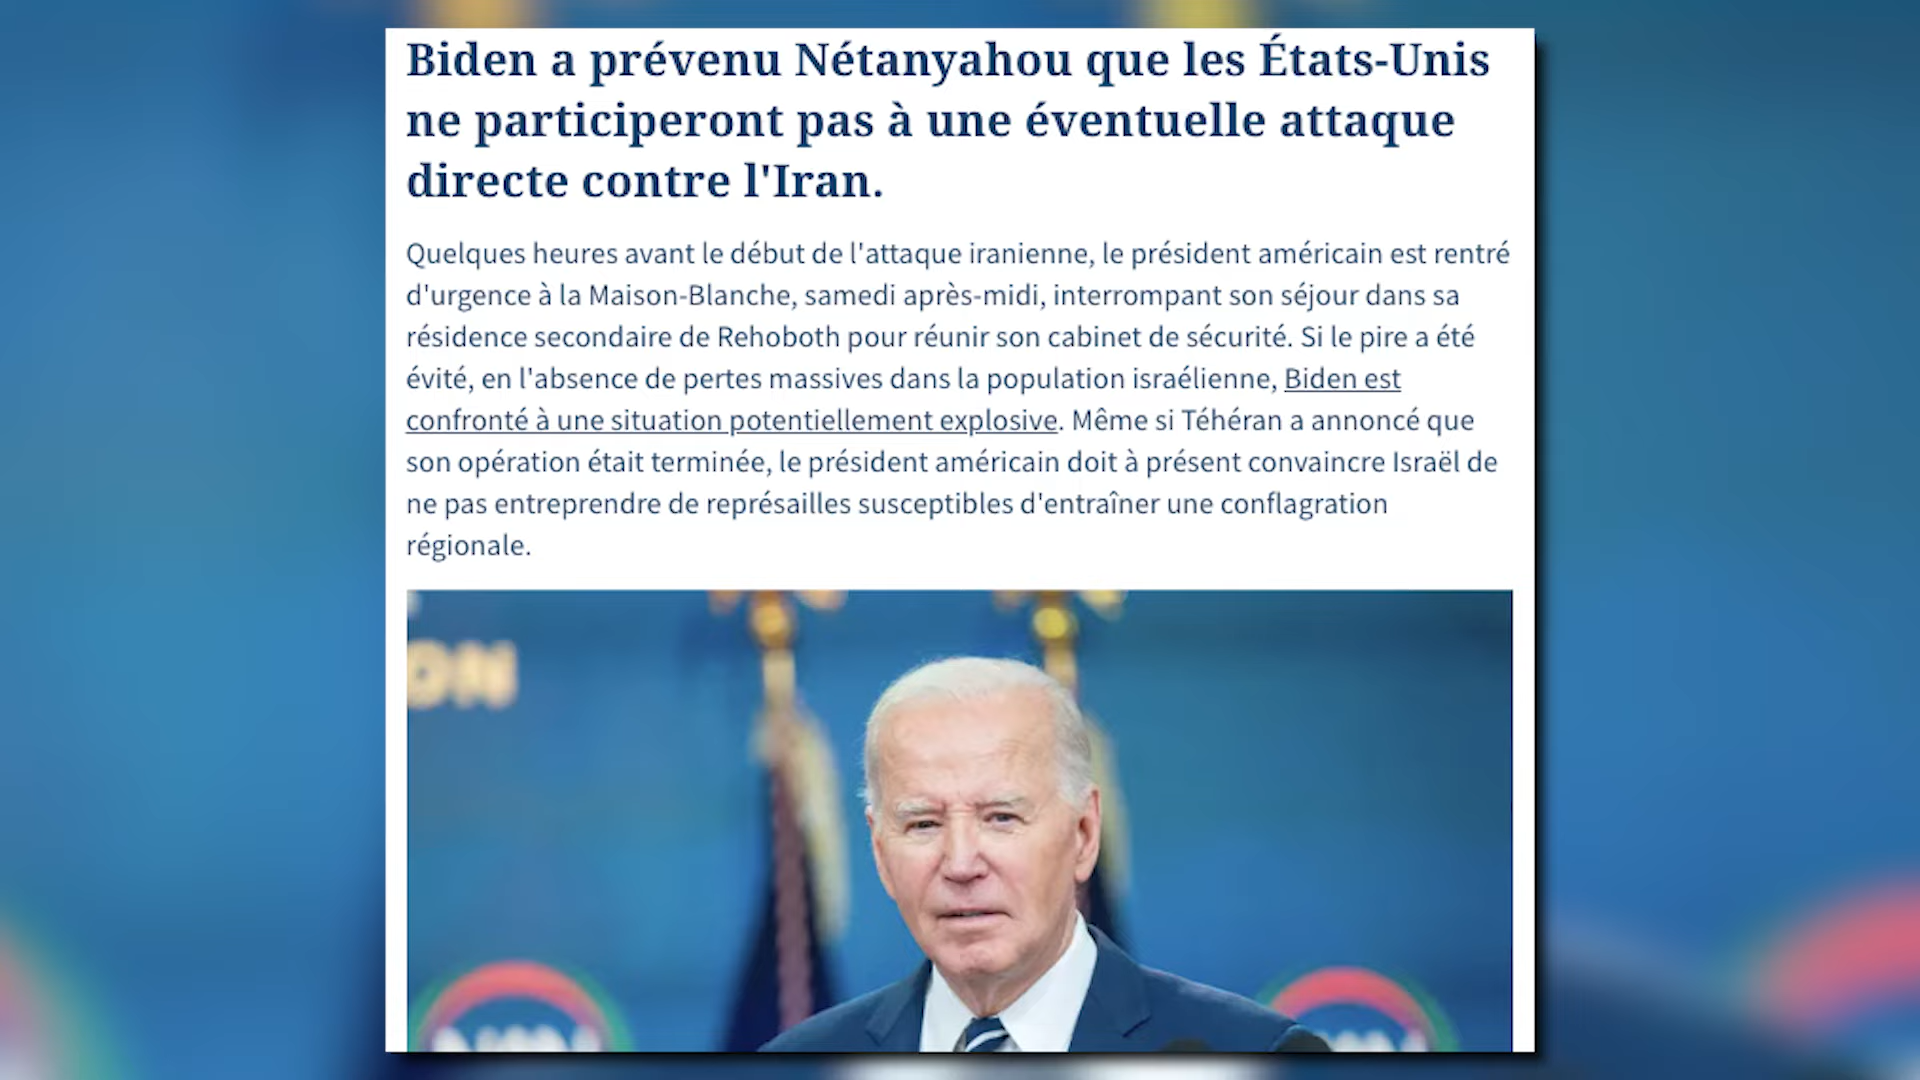 Biden a prévenu Nétanyahou que les États-Unis
ne participeront pas à une éventuelle attaque
directe contre l'Iran.
Quelques heures avant le début de l'attaque iranienne, le président américain est rentré
d'urgence à la Maison-Blanche, samedi après-midi, interrompant son séjour dans sa
résidence secondaire de Rehoboth pour réunir son cabinet de sécurité. Si le pire a été
évité, en l'absence de pertes massives dans la population israélienne, Biden est
confronté à une situation potentiellement explosive. Même si Téhéran a annoncé que
son opération était terminée, le président américain doit à présent convaincre Israël de
ne pas entreprendre de représailles susceptibles d'entraîner une conflagration
régionale.
ON